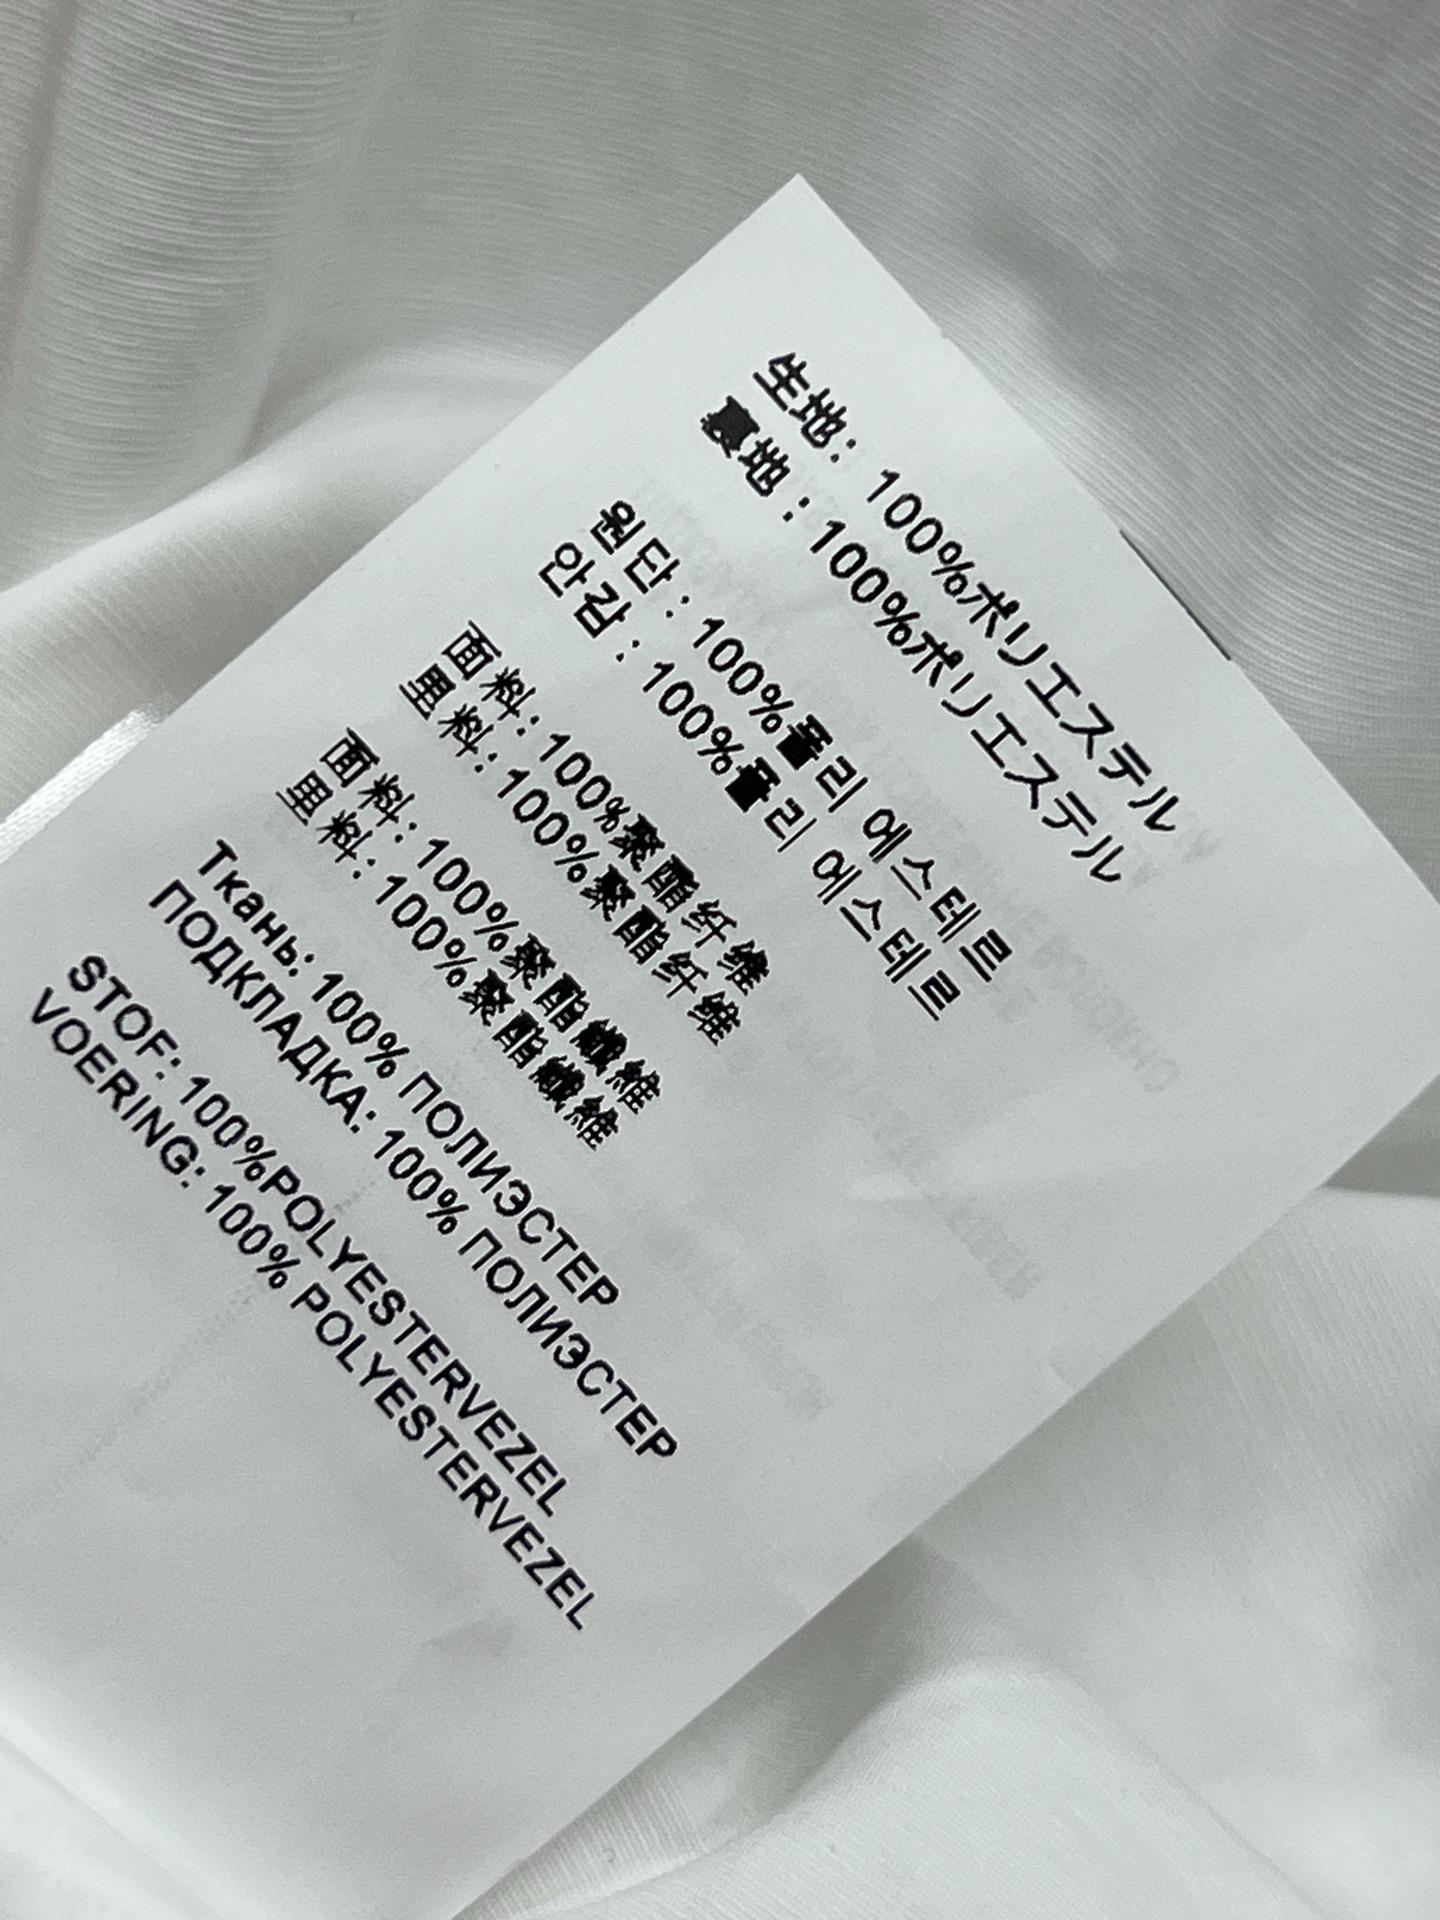 生地: 100%ポリエステル
裏地 : 100%ポリエステル
원단 : 100%폴리 에스테르
안감 : 100%폴리 에스테르
面料: 100%聚酯纤维
里料: 100%聚酯纤维
面料: 100%聚酯纖維
里料: 100%聚酯纖維
Ткань: 100% ПОЛИЭСТЕР
ПОДКЛАДКА: 100% ПОЛИЭСТЕР
STOF: 100%POLYESTERVEZEL
VOERING: 100% POLYESTERVEZEL